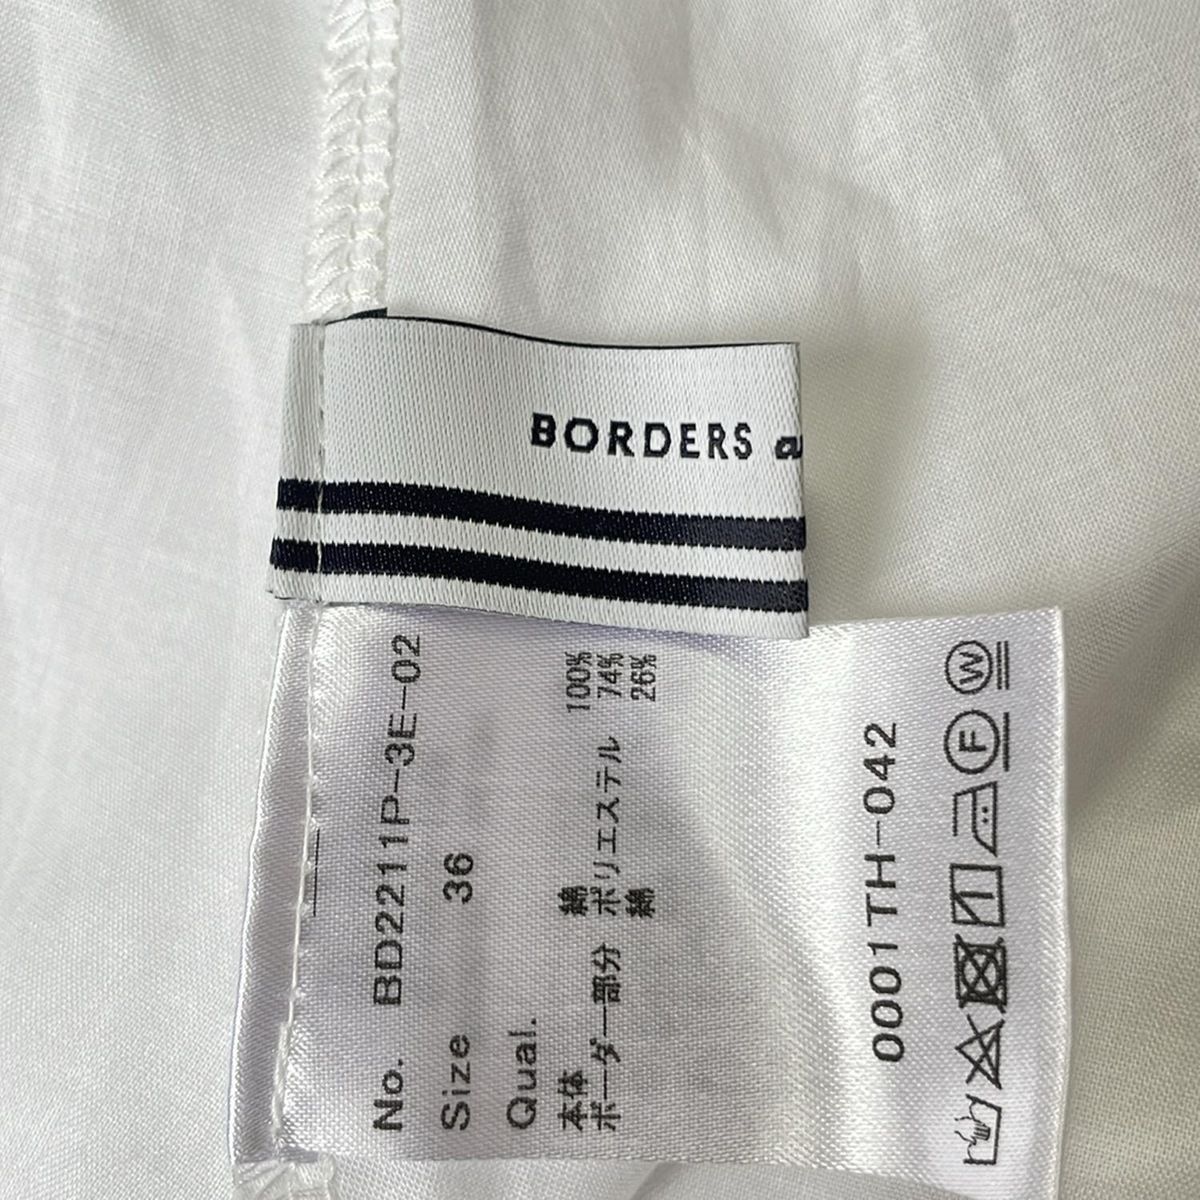 BORDERS a
No. BD2211P-3E-02
Size 36
Qual.
本体 綿 100%
ボーダー部分 ポリエステル 74%
綿 26%
0001TH-042
F W